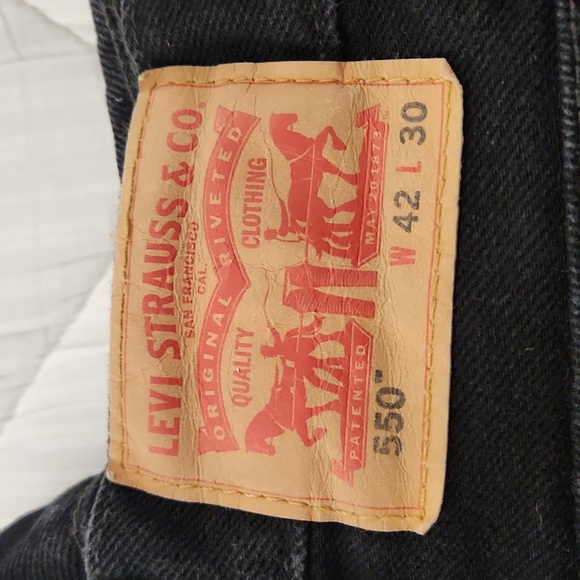 LEVI STRAUSS & CO.
SAN FRANCISCO
CAL.
ORIGINAL RIVETED
QUALITY CLOTHING
PATENTED MAY 20 1873
550™ W 42 L 30